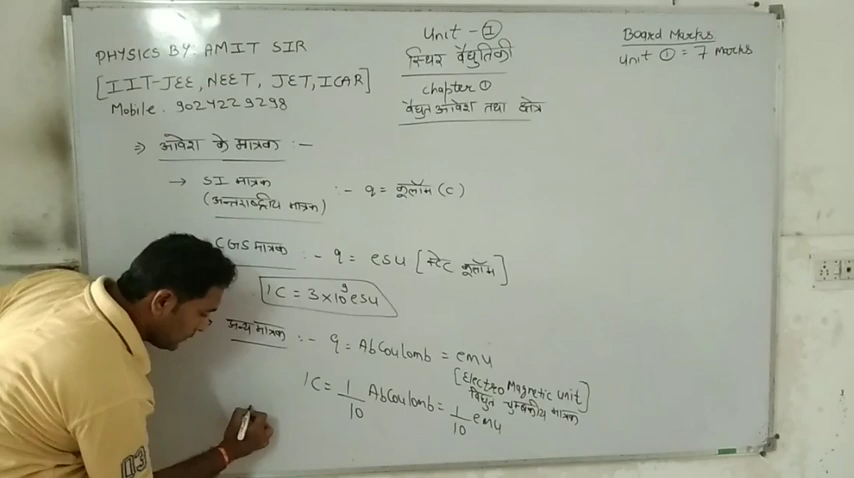 Unit - ①
स्थिर वैद्युतिकी
chapter ①
वैद्युत आवेश तथा क्षेत्र
Board Marks
Unit ① = 7 Marks
PHYSICS BY AMIT SIR
[IIT-JEE, NEET, JET, ICAR]
Mobile. 9024229298
⇒ आवेश के मात्रक :-
→ SI मात्रक :- q = कूलॉम (C)
(अन्तराष्ट्रीय मात्रक)
CGS मात्रक :- q = esu [स्टेट कूलॉम]
1C = 3×10⁹ esu
अन्य मात्रक :- q = AbCoulomb = emu
[Electro Magnetic Unit]
विद्युत चुम्बकीय मात्रक
1C = 1/10 AbCoulomb = 1/10 emu
03